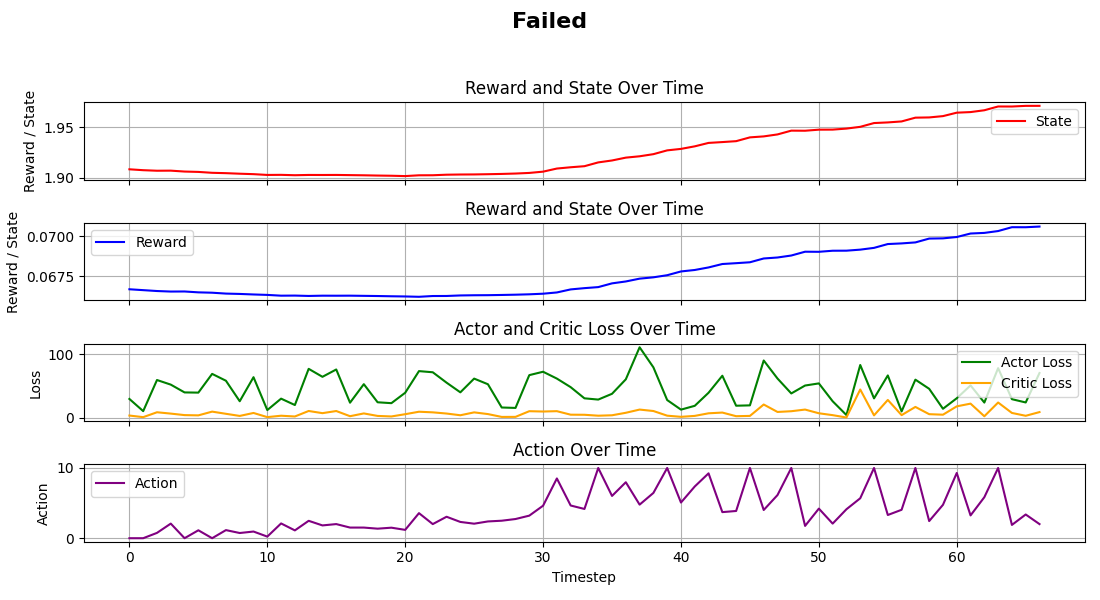 Failed
Reward and State Over Time
Reward / State
1.95
1.90
State
Reward and State Over Time
Reward / State
0.0700
0.0675
Reward
Actor and Critic Loss Over Time
Loss
100
0
Actor Loss
Critic Loss
Action Over Time
Action
10
0
Action
0 10 20 30 40 50 60
Timestep